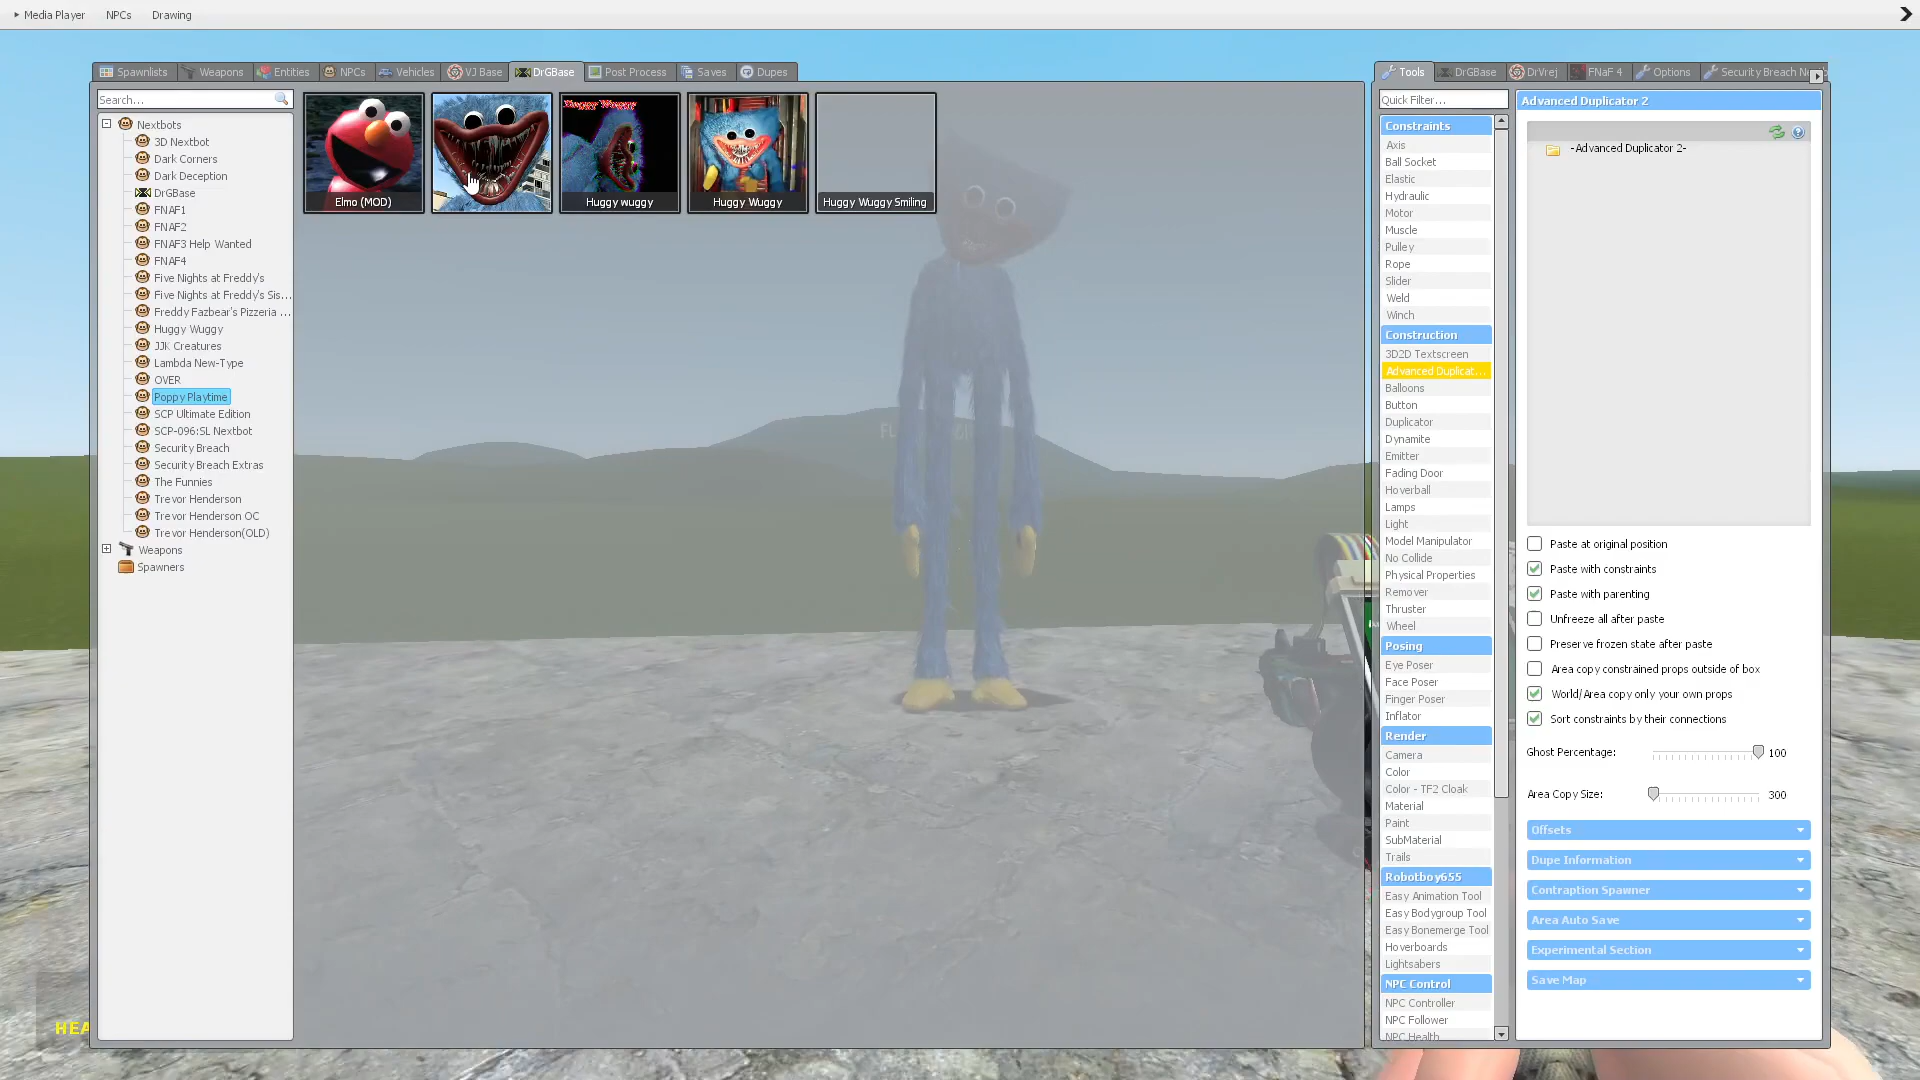 Media Player NPCs Drawing
Spawnlists Weapons Entities NPCs Vehicles VJ Base DrGBase Post Process Saves Dupes
Search...
Nextbots
3D Nextbot
Dark Corners
Dark Deception
DrGBase
FNAF1
FNAF2
FNAF3 Help Wanted
FNAF4
Five Nights at Freddy's
Five Nights at Freddy's Sis...
Freddy Fazbear's Pizzeria ...
Huggy Wuggy
JJK Creatures
Lambda New-Type
OVER
Poppy Playtime
SCP Ultimate Edition
SCP-096:SL Nextbot
Security Breach
Security Breach Extras
The Funnies
Trevor Henderson
Trevor Henderson OC
Trevor Henderson(OLD)
Weapons
Spawners
Elmo (MOD)
Huggy Wuggy
Huggy wuggy
Huggy Wuggy
Huggy Wuggy Smiling
HEA
Tools DrGBase DrVrej FNaF 4 Options Security Breach Ne
Quick Filter...
Constraints
Axis
Ball Socket
Elastic
Hydraulic
Motor
Muscle
Pulley
Rope
Slider
Weld
Winch
Construction
3D2D Textscreen
Advanced Duplicat...
Balloons
Button
Duplicator
Dynamite
Emitter
Fading Door
Hoverball
Lamps
Light
Model Manipulator
No Collide
Physical Properties
Remover
Thruster
Wheel
Posing
Eye Poser
Face Poser
Finger Poser
Inflator
Render
Camera
Color
Color - TF2 Cloak
Material
Paint
SubMaterial
Trails
Robotboy655
Easy Animation Tool
Easy Bodygroup Tool
Easy Bonemerge Tool
Hoverboards
Lightsabers
NPC Control
NPC Controller
NPC Follower
NPC Health
Advanced Duplicator 2
-Advanced Duplicator 2-
Paste at original position
Paste with constraints
Paste with parenting
Unfreeze all after paste
Preserve frozen state after paste
Area copy constrained props outside of box
World/Area copy only your own props
Sort constraints by their connections
Ghost Percentage: 100
Area Copy Size: 300
Offsets
Dupe Information
Contraption Spawner
Area Auto Save
Experimental Section
Save Map